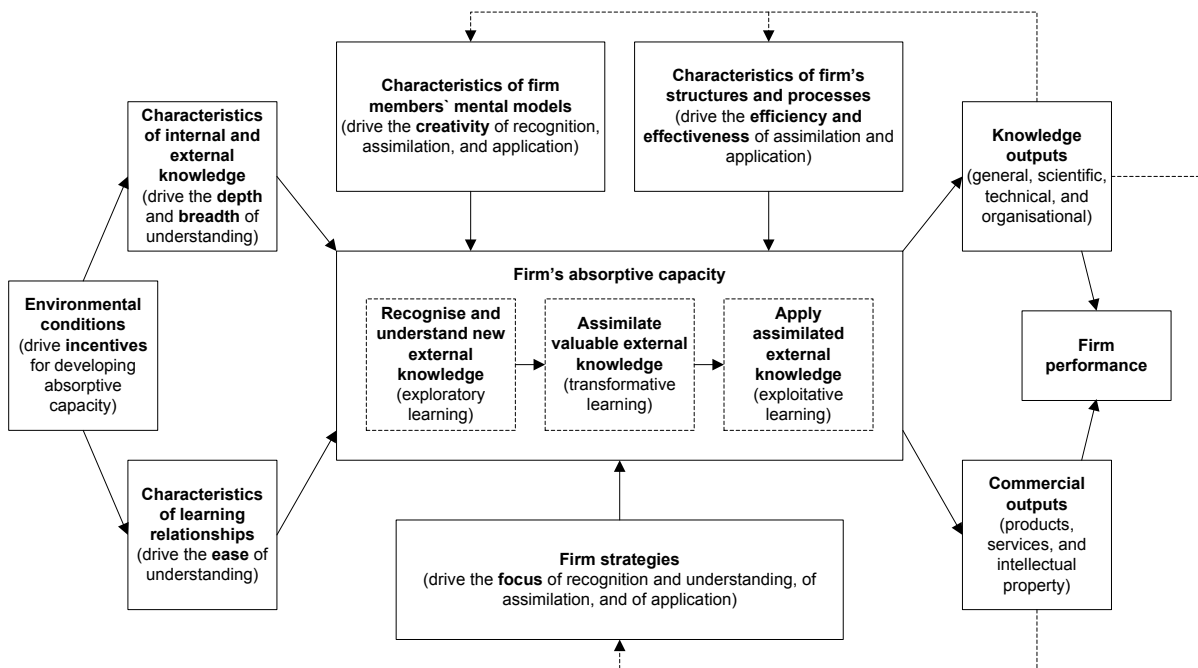 Characteristics of firm
members` mental models
(drive the creativity of recognition,
assimilation, and application)
Characteristics of firm's
structures and processes
(drive the efficiency and
effectiveness of assimilation and
application)
Characteristics
of internal and
external
knowledge
(drive the depth
and breadth of
understanding)
Knowledge
outputs
(general, scientific,
technical, and
organisational)
Environmental
conditions
(drive incentives
for developing
absorptive
capacity)
Firm's absorptive capacity
Recognise and
understand new
external
knowledge
(exploratory
learning)
Assimilate
valuable external
knowledge
(transformative
learning)
Apply
assimilated
external
knowledge
(exploitative
learning)
Firm
performance
Characteristics
of learning
relationships
(drive the ease of
understanding)
Firm strategies
(drive the focus of recognition and understanding, of
assimilation, and of application)
Commercial
outputs
(products,
services, and
intellectual
property)